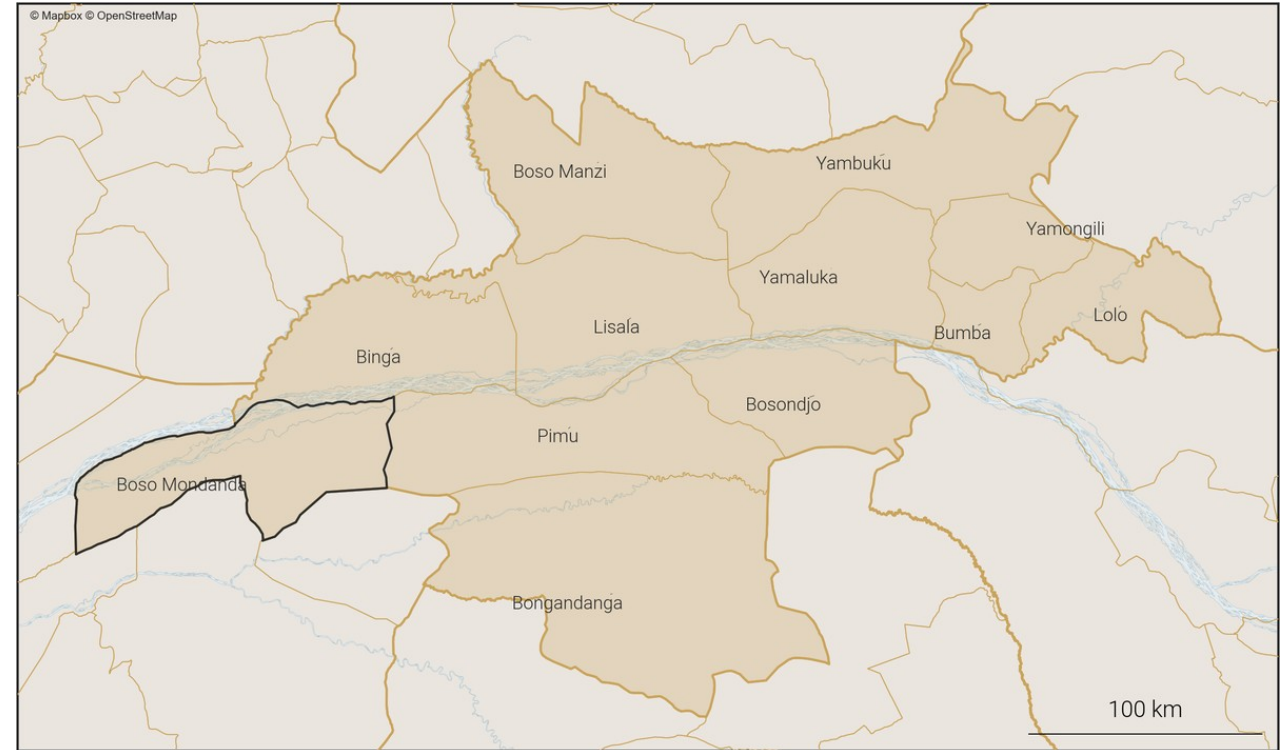 © Mapbox © OpenStreetMap
Boso Manzi
Yambuku
Yamongili
Yamaluka
Lolo
Lisala
Bumba
Binga
Bosondjo
Pimu
Boso Mondanda
Bongandanga
100 km